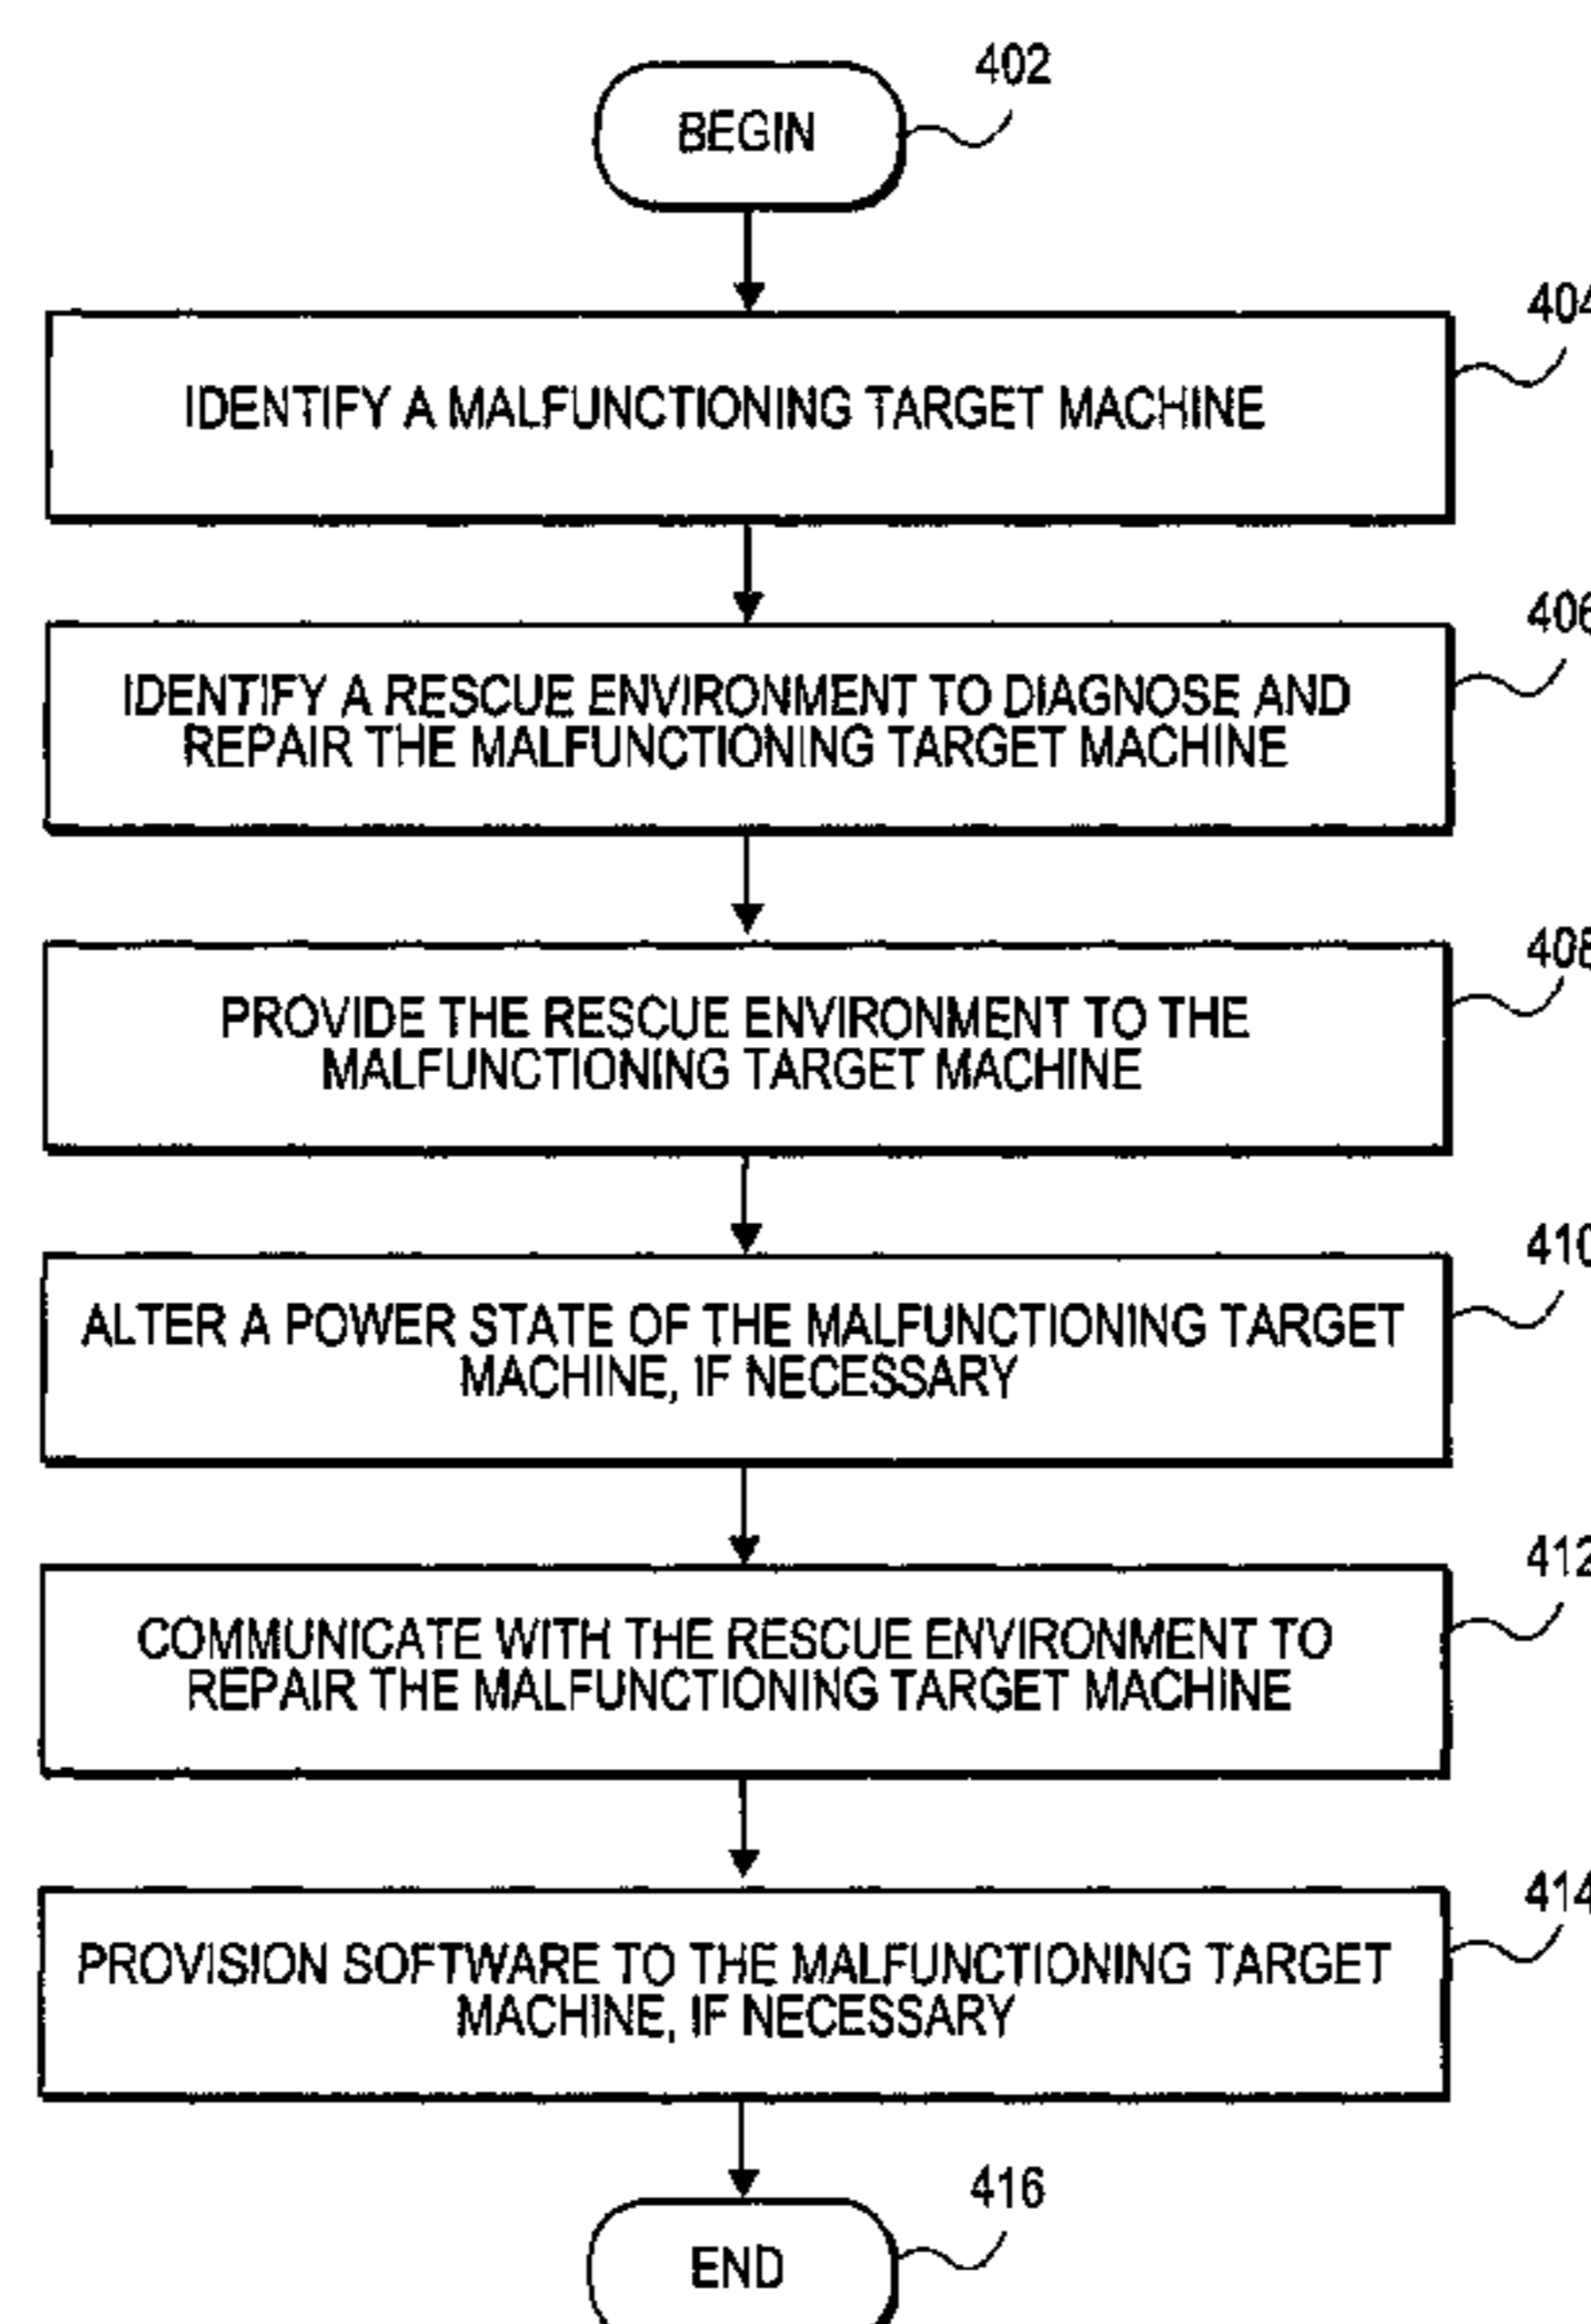 402
BEGIN
404
IDENTIFY A MALFUNCTIONING TARGET MACHINE
406
IDENTIFY A RESCUE ENVIRONMENT TO DIAGNOSE AND
REPAIR THE MALFUNCTIONING TARGET MACHINE
408
PROVIDE THE RESCUE ENVIRONMENT TO THE
MALFUNCTIONING TARGET MACHINE
410
ALTER A POWER STATE OF THE MALFUNCTIONING TARGET
MACHINE, IF NECESSARY
412
COMMUNICATE WITH THE RESCUE ENVIRONMENT TO
REPAIR THE MALFUNCTIONING TARGET MACHINE
414
PROVISION SOFTWARE TO THE MALFUNCTIONING TARGET
MACHINE, IF NECESSARY
416
END